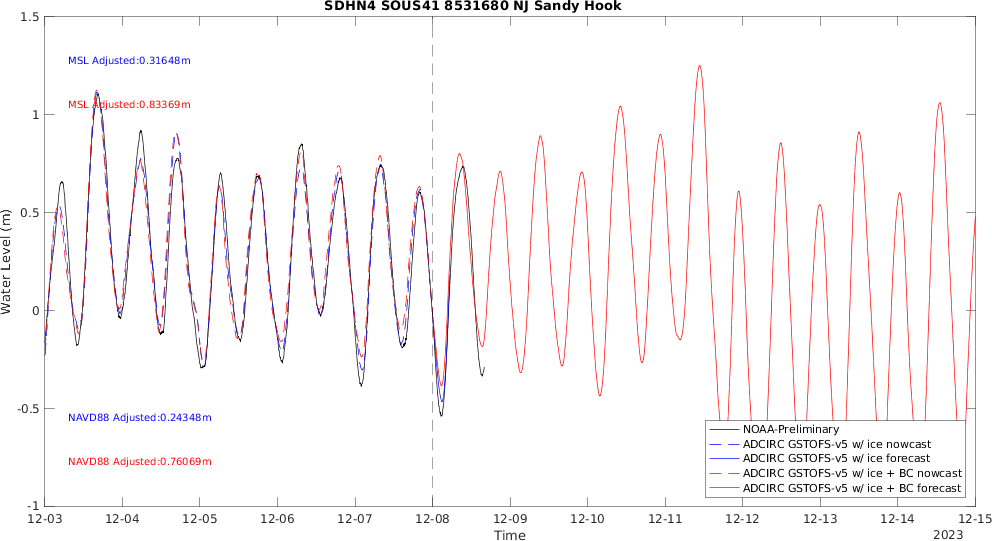 SDHN4 SOUS41 8531680 NJ Sandy Hook
1.5
1
0.5
0
-0.5
-1
Water Level (m)
MSL Adjusted:0.31648m
MSL Adjusted:0.83369m
NAVD88 Adjusted:0.24348m
NAVD88 Adjusted:0.76069m
NOAA-Preliminary
ADCIRC GSTOFS-v5 w/ ice nowcast
ADCIRC GSTOFS-v5 w/ ice forecast
ADCIRC GSTOFS-v5 w/ ice + BC nowcast
ADCIRC GSTOFS-v5 w/ ice + BC forecast
12-03 12-04 12-05 12-06 12-07 12-08 12-09 12-10 12-11 12-12 12-13 12-14 12-15
Time
2023